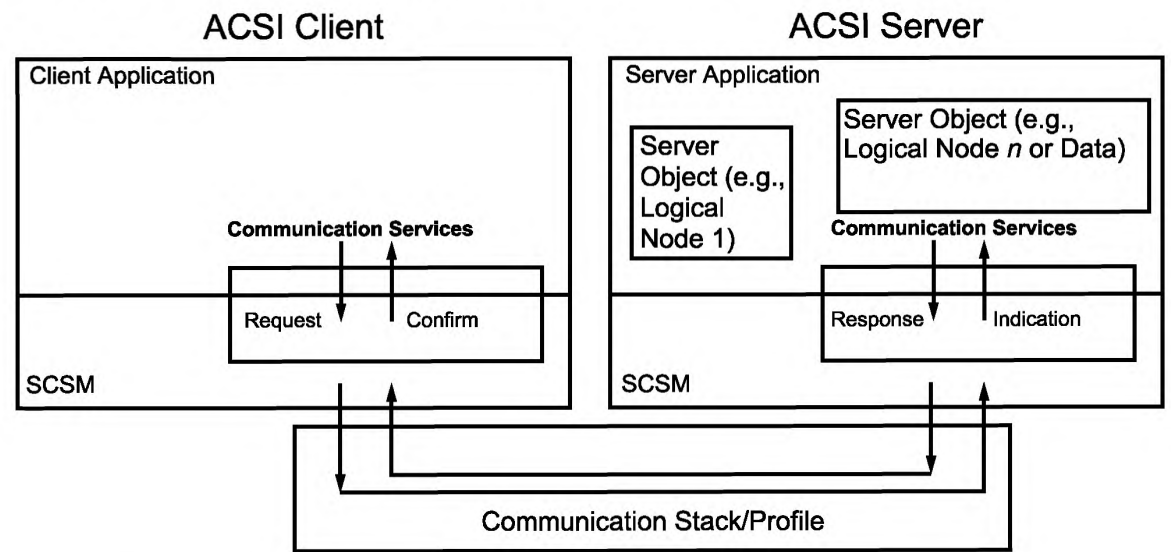 ACSI Client
ACSI Server
Client Application
Communication Services
Request
Confirm
SCSM
Server Application
Server
Object (e.g.,
Logical
Node 1)
Server Object (e.g.,
Logical Node n or Data)
Communication Services
Response
Indication
SCSM
Communication Stack/Profile